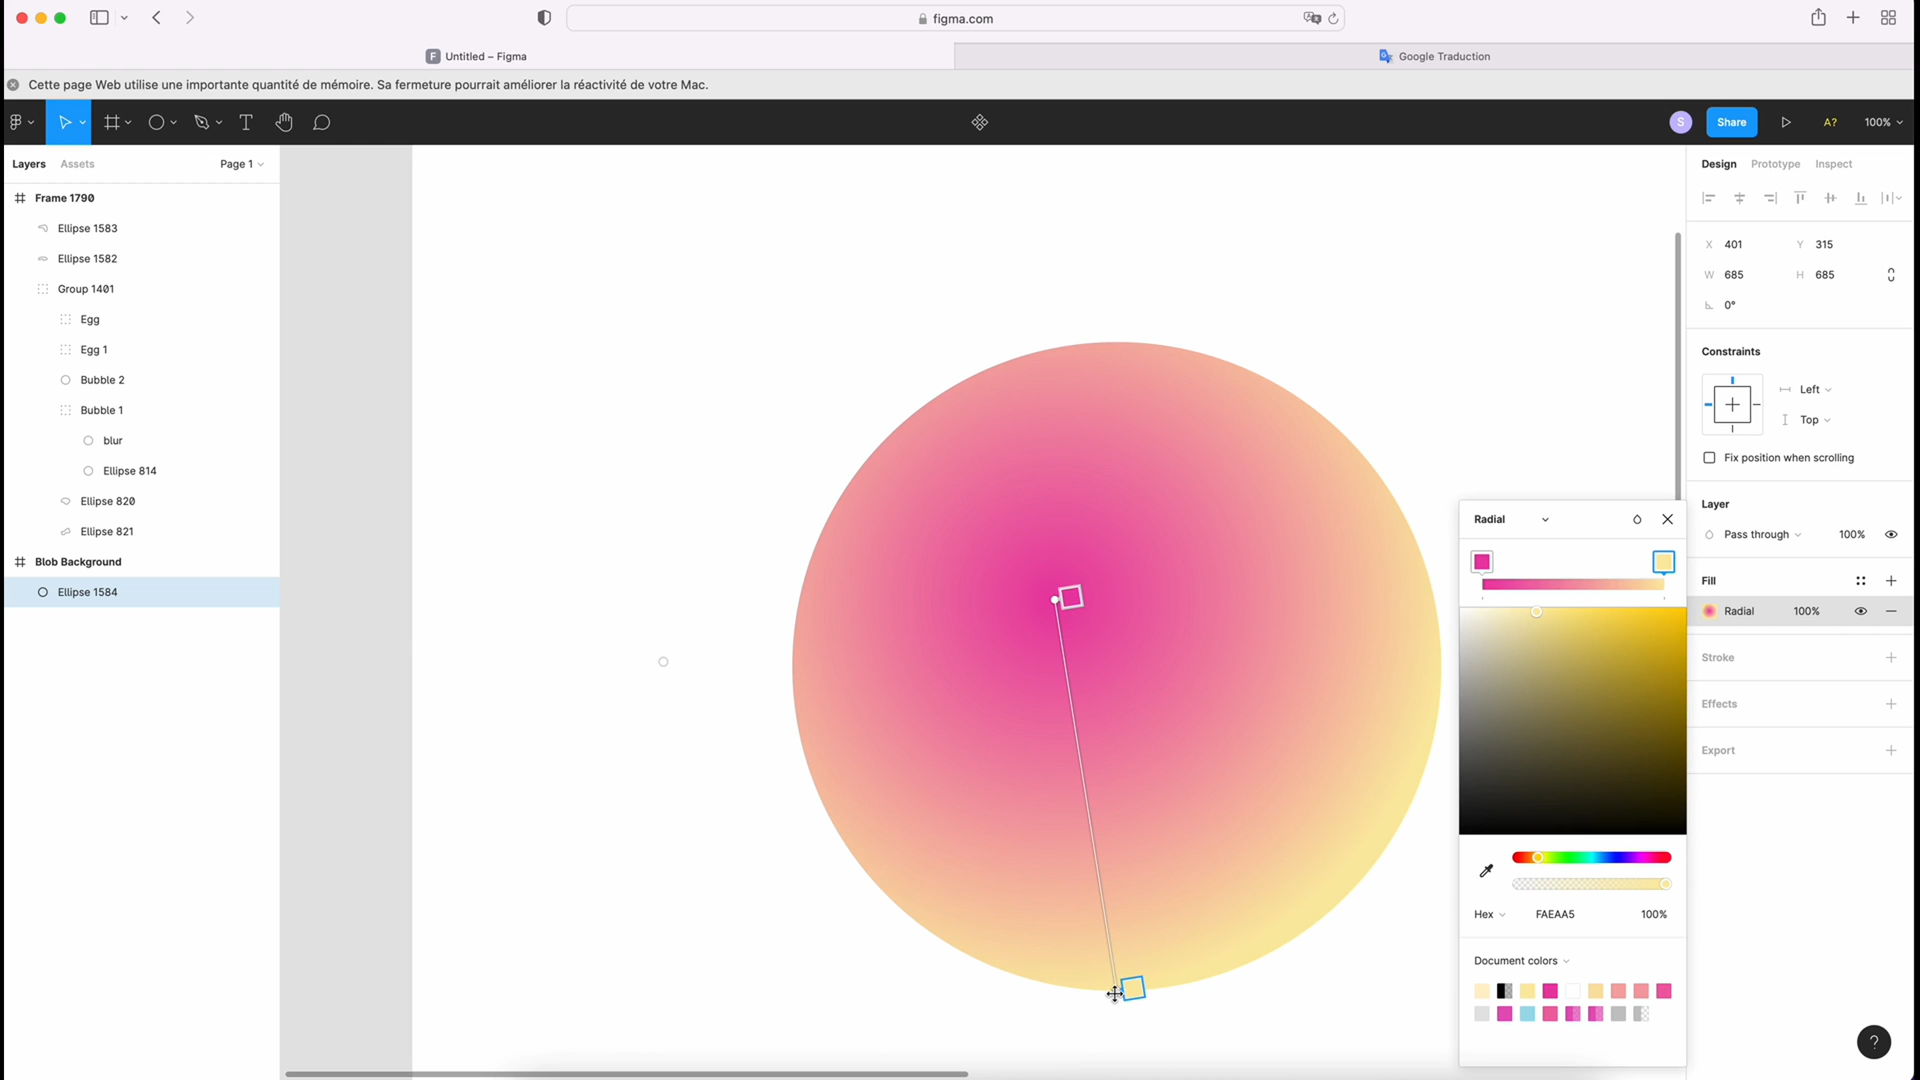 figma.com
Untitled – Figma
Google Traduction
Cette page Web utilise une importante quantité de mémoire. Sa fermeture pourrait améliorer la réactivité de votre Mac.
S
Share
A?
100%
Layers
Assets
Page 1
Design
Prototype
Inspect
Frame 1790
Ellipse 1583
Ellipse 1582
Group 1401
Egg
Egg 1
Bubble 2
Bubble 1
blur
Ellipse 814
Ellipse 820
Ellipse 821
Blob Background
Ellipse 1584
X 401
Y 315
W 685
H 685
0°
Constraints
Left
Top
Fix position when scrolling
Layer
Pass through
100%
Fill
Radial
100%
Stroke
Effects
Export
Radial
Hex
FAEAA5
100%
Document colors
?